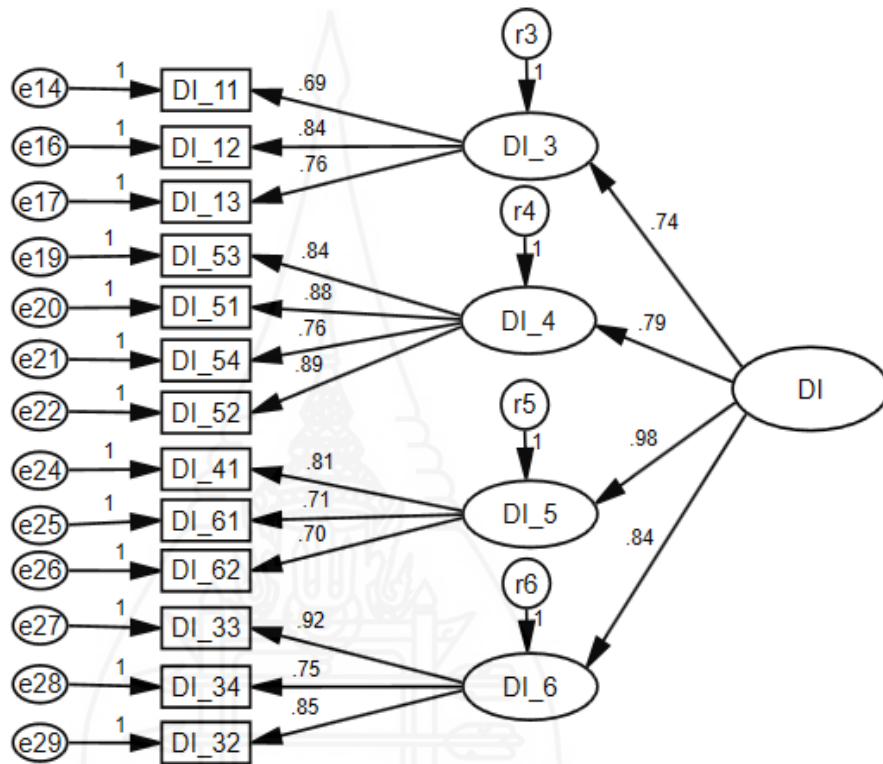 r3
1
e14 1 DI_11 .69
e16 1 DI_12 .84 DI_3
e17 1 DI_13 .76
r4
.74
1
e19 1 DI_53 .84
e20 1 DI_51 .88 DI_4
.79
e21 1 DI_54 .76
.89
e22 1 DI_52
DI
r5
1
.98
e24 1 DI_41 .81
e25 1 DI_61 .71 DI_5
e26 1 DI_62 .70
.84
r6
1
e27 1 DI_33 .92
e28 1 DI_34 .75 DI_6
e29 1 DI_32 .85